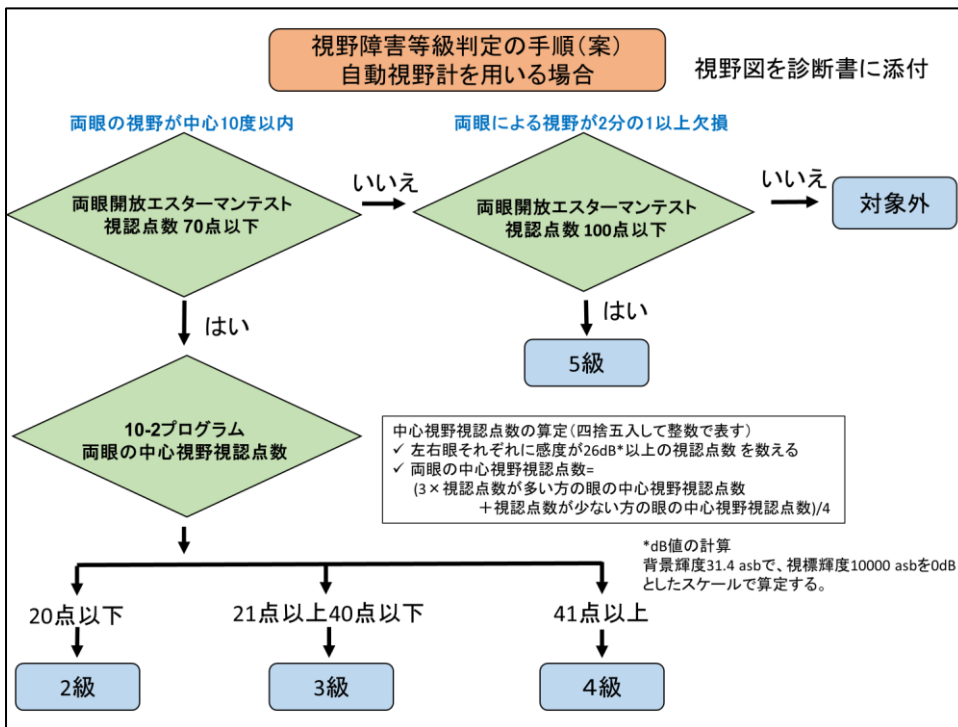 視野障害等級判定の手順(案)
自動視野計を用いる場合
視野図を診断書に添付
両眼の視野が中心10度以内
両眼による視野が2分の1以上欠損
両眼開放エスターマンテスト
視認点数 70点以下
いいえ
両眼開放エスターマンテスト
視認点数 100点以下
いいえ
対象外
はい
はい
5級
10-2プログラム
両眼の中心視野視認点数
中心視野視認点数の算定(四捨五入して整数で表す)
✓ 左右眼それぞれに感度が26dB*以上の視認点数 を数える
✓ 両眼の中心視野視認点数=
(3×視認点数が多い方の眼の中心視野視認点数
+視認点数が少ない方の眼の中心視野視認点数)/4
*dB値の計算
背景輝度31.4 asbで、視標輝度10000 asbを0dB
としたスケールで算定する。
20点以下
21点以上40点以下
41点以上
2級
3級
4級